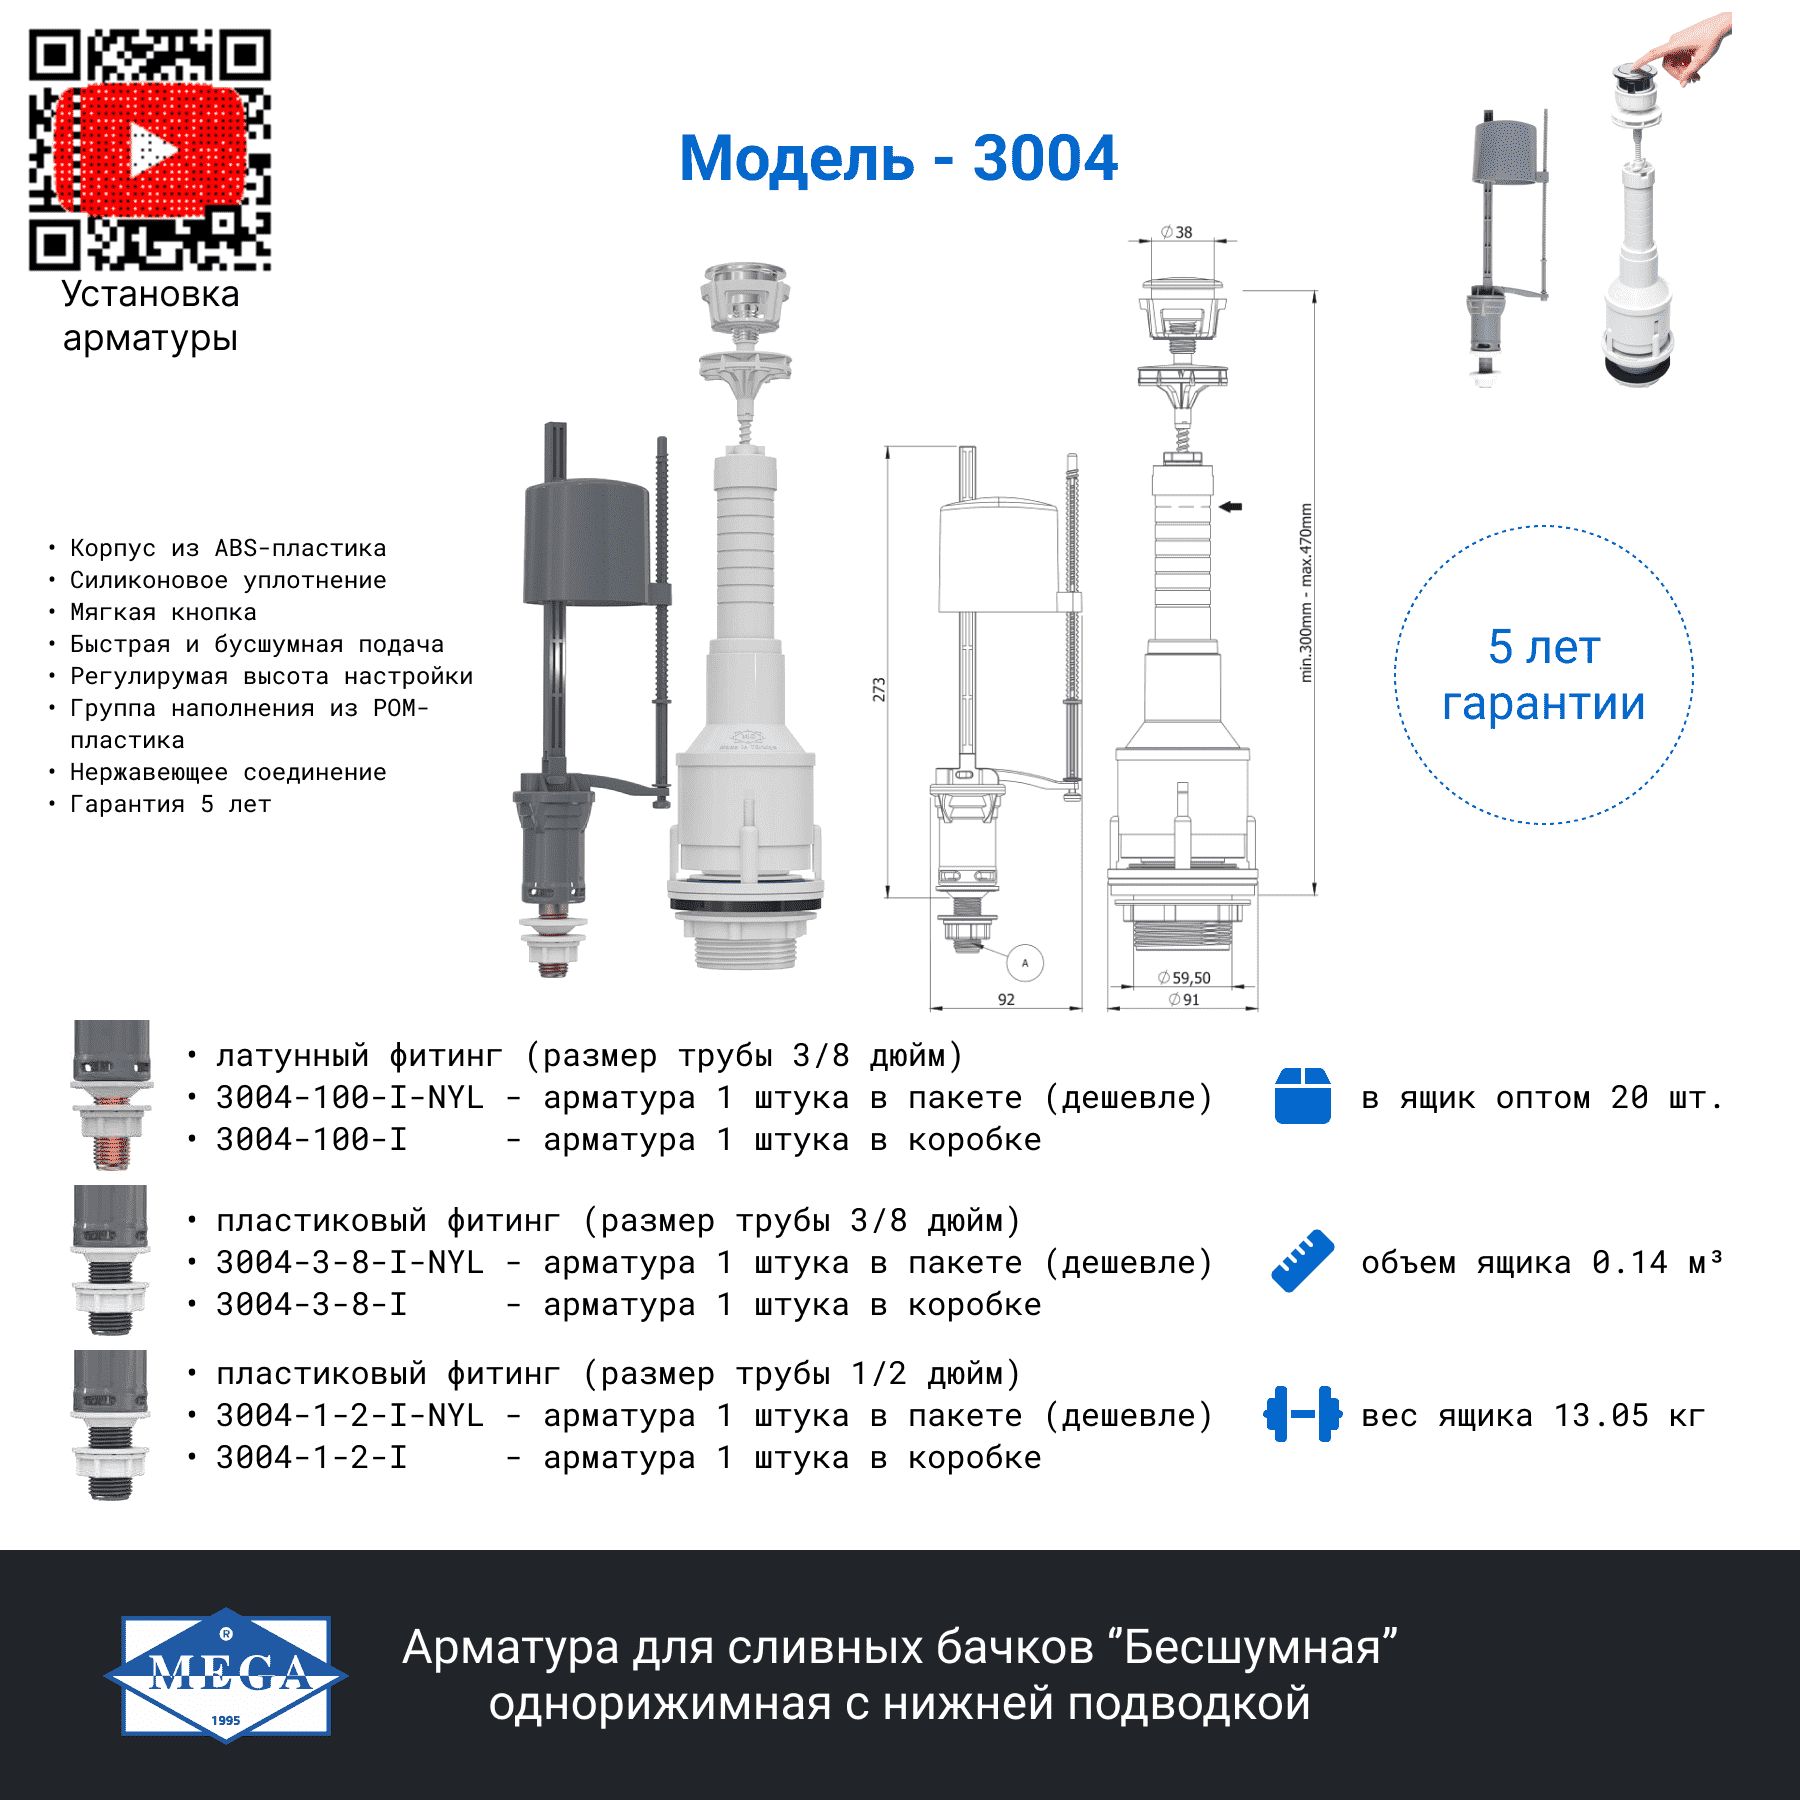 Установка
арматуры
Модель - 3004
Ø 38
• Корпус из ABS-пластика
• Силиконовое уплотнение
• Мягкая кнопка
• Быстрая и бусшумная подача
• Регулирумая высота настройки
• Группа наполнения из POM-
пластика
• Нержавеющее соединение
• Гарантия 5 лет
273
min.300mm - max.470mm
5 лет
гарантии
A
92
Ø 59,50
Ø 91
• латунный фитинг (размер трубы 3/8 дюйм)
• 3004-100-I-NYL - арматура 1 штука в пакете (дешевле)
• 3004-100-I - арматура 1 штука в коробке
в ящик оптом 20 шт.
• пластиковый фитинг (размер трубы 3/8 дюйм)
• 3004-3-8-I-NYL - арматура 1 штука в пакете (дешевле)
• 3004-3-8-I - арматура 1 штука в коробке
объем ящика 0.14 м³
• пластиковый фитинг (размер трубы 1/2 дюйм)
• 3004-1-2-I-NYL - арматура 1 штука в пакете (дешевле)
• 3004-1-2-I - арматура 1 штука в коробке
вес ящика 13.05 кг
®
MEGA
1995
Арматура для сливных бачков “Бесшумная”
однорижимная с нижней подводкой